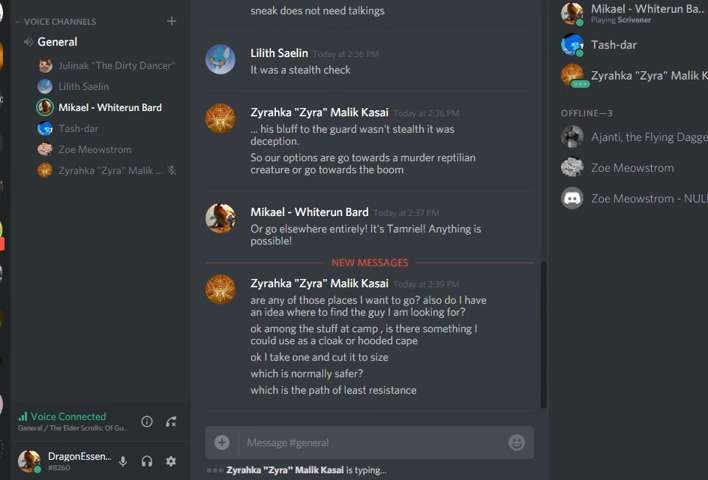 VOICE CHANNELS
General
Julinak "The Dirty Dancer"
Lilith Saelin
Mikael - Whiterun Bard
Tash-dar
Zoe Meowstrom
Zyrahka "Zyra" Malik ...
Voice Connected
General / The Elder Scrolls: Of Gu...
DragonEssen...
#8260
sneak does not need talkings
Lilith Saelin Today at 2:36 PM
It was a stealth check
Zyrahka "Zyra" Malik Kasai Today at 2:36 PM
... his bluff to the guard wasn't stealth it was
deception.
So our options are go towards a murder reptilian
creature or go towards the boom
Mikael - Whiterun Bard Today at 2:37 PM
Or go elsewhere entirely! It's Tamriel! Anything is
possible!
NEW MESSAGES
Zyrahka "Zyra" Malik Kasai Today at 2:39 PM
are any of those places I want to go? also do I have
an idea where to find the guy I am looking for?
ok among the stuff at camp , is there something I
could use as a cloak or hooded cape
ok I take one and cut it to size
which is normally safer?
which is the path of least resistance
Message #general
Zyrahka "Zyra" Malik Kasai is typing...
Mikael - Whiterun Ba..
Playing Scrivener
Tash-dar
Zyrahka "Zyra" Malik K
OFFLINE—3
Ajanti, the Flying Dagge
Zoe Meowstrom
Zoe Meowstrom - NUL